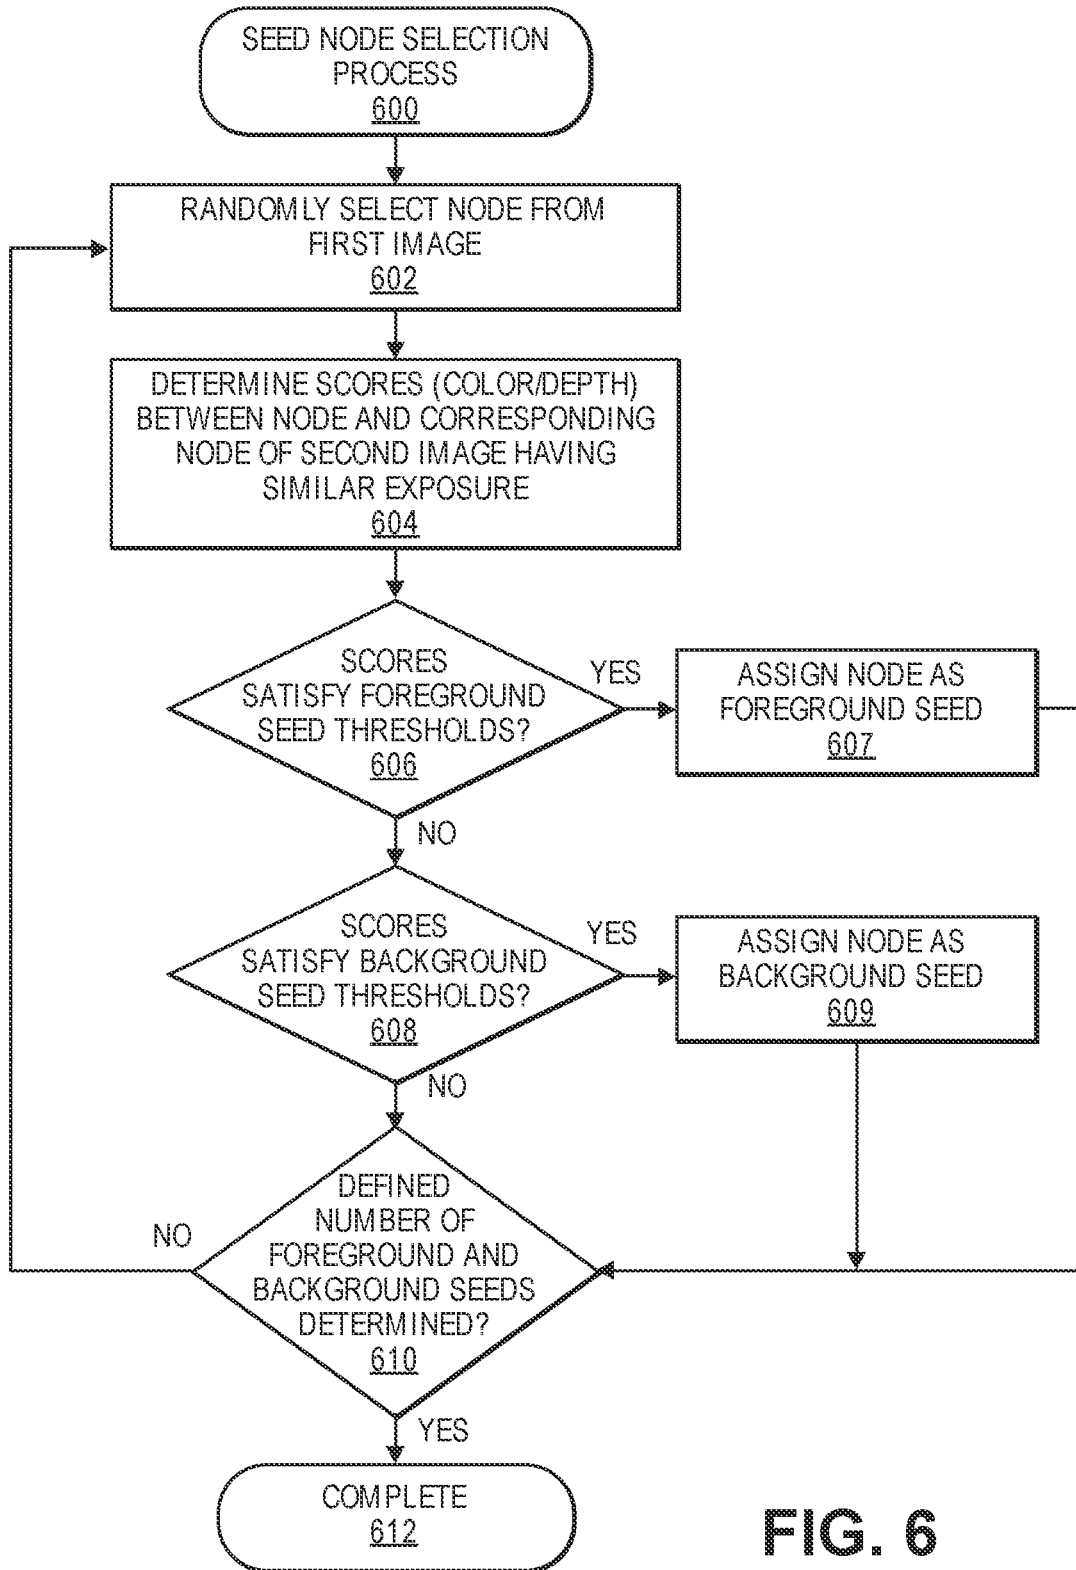 SEED NODE SELECTION
PROCESS
600
RANDOMLY SELECT NODE FROM
FIRST IMAGE
602
DETERMINE SCORES (COLOR/DEPTH)
BETWEEN NODE AND CORRESPONDING
NODE OF SECOND IMAGE HAVING
SIMILAR EXPOSURE
604
SCORES
SATISFY FOREGROUND
SEED THRESHOLDS?
606
YES
ASSIGN NODE AS
FOREGROUND SEED
607
NO
SCORES
SATISFY BACKGROUND
SEED THRESHOLDS?
608
YES
ASSIGN NODE AS
BACKGROUND SEED
609
NO
DEFINED
NUMBER OF
FOREGROUND AND
BACKGROUND SEEDS
DETERMINED?
610
NO
YES
COMPLETE
612
FIG. 6